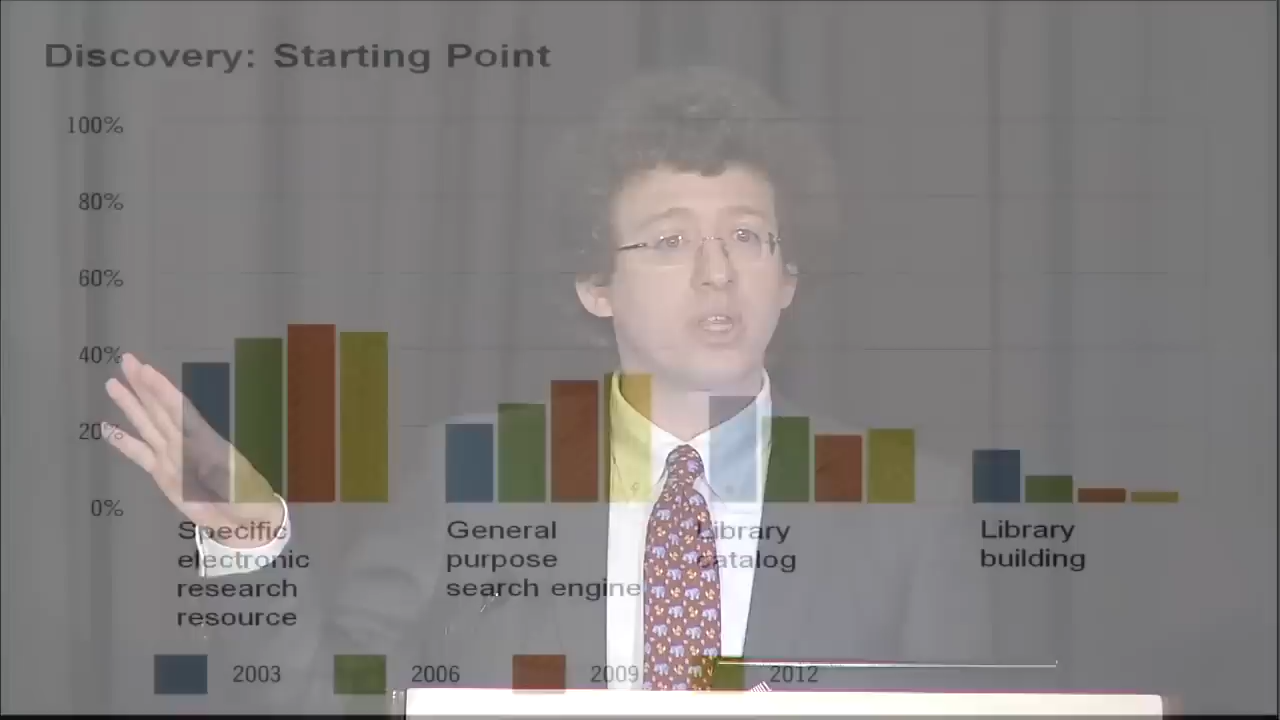 Discovery: Starting Point
100%
80%
60%
40%
20%
0%
Specific
electronic
research
resource
General
purpose
search engine
Library
catalog
Library
building
2003
2006
2009
2012